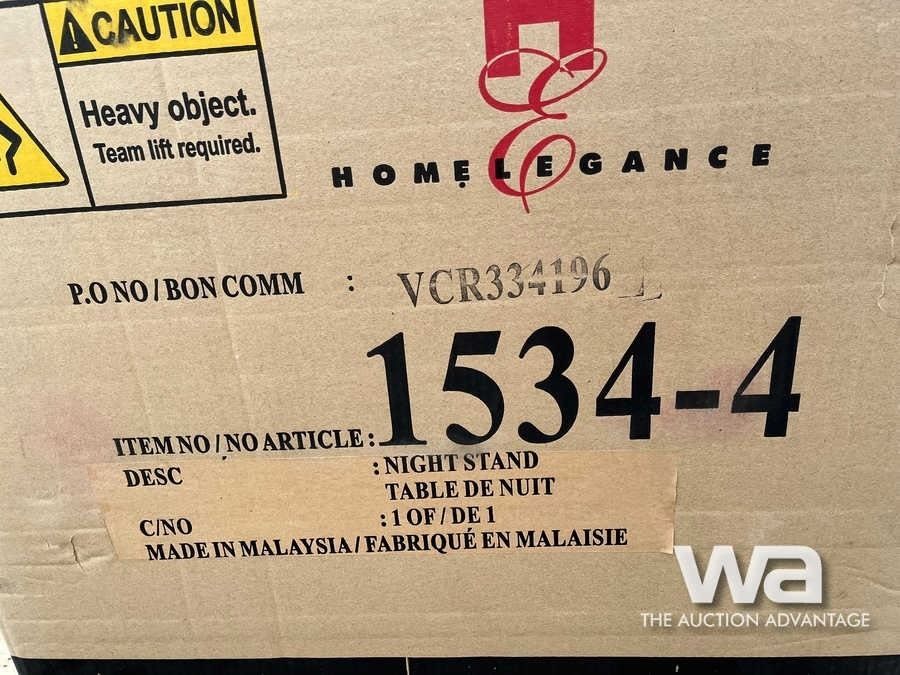 CAUTION
Heavy object.
Team lift required.
HOMELEGANCE
P.O NO / BON COMM : VCR334196
ITEM NO / NO ARTICLE : 1534-4
DESC : NIGHT STAND
TABLE DE NUIT
C/NO : 1 OF / DE 1
MADE IN MALAYSIA / FABRIQUÉ EN MALAISIE
wa
THE AUCTION ADVANTAGE